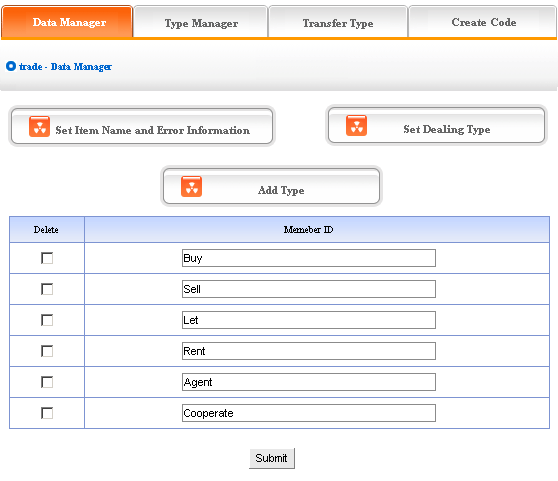 Data Manager Type Manager Transfer Type Create Code
trade - Data Manager
Set Item Name and Error Information Set Dealing Type
Add Type
Delete Memeber ID
Buy
Sell
Let
Rent
Agent
Cooperate
Submit